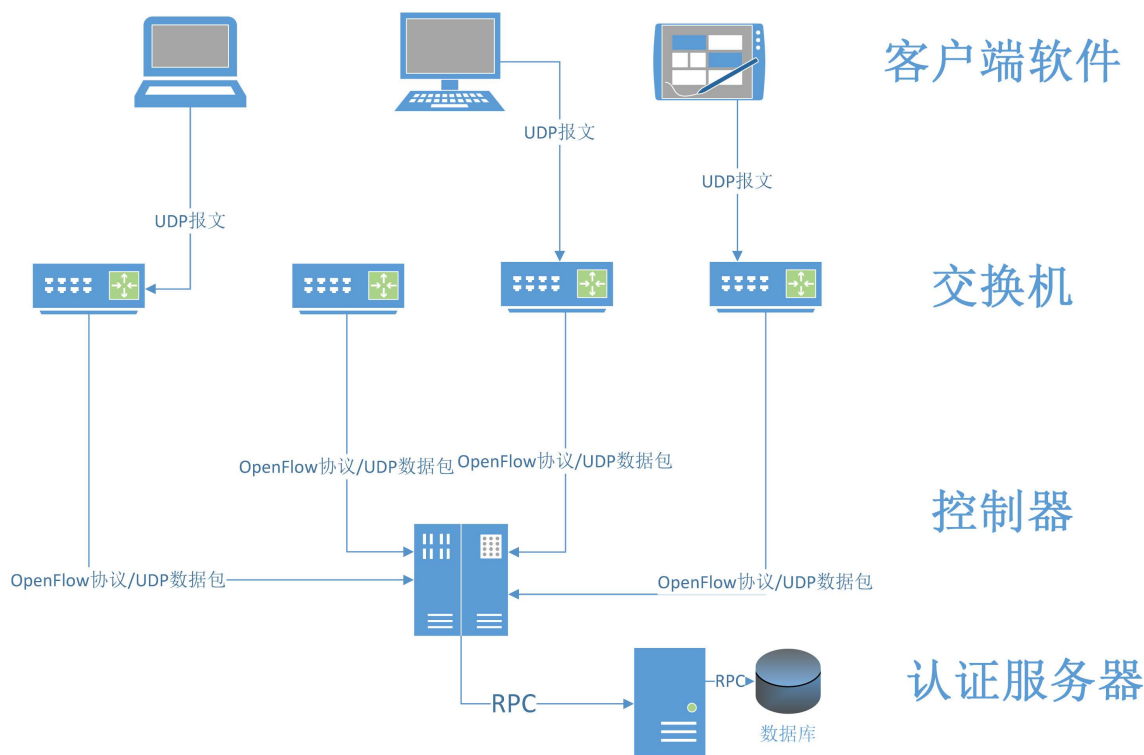 客户端软件
UDP报文
UDP报文
UDP报文
交换机
OpenFlow协议/UDP数据包
OpenFlow协议/UDP数据包
控制器
OpenFlow协议/UDP数据包
OpenFlow协议/UDP数据包
认证服务器
RPC
RPC
数据库